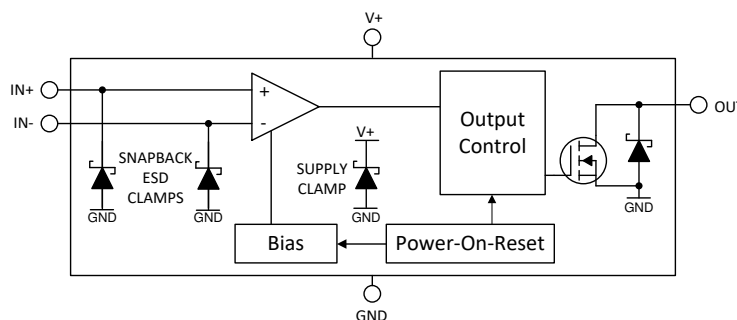 V+
IN+
IN-
+
-
SNAPBACK
ESD
CLAMPS
GND
GND
V+
SUPPLY
CLAMP
GND
Output
Control
OUT
GND
Bias
Power-On-Reset
GND